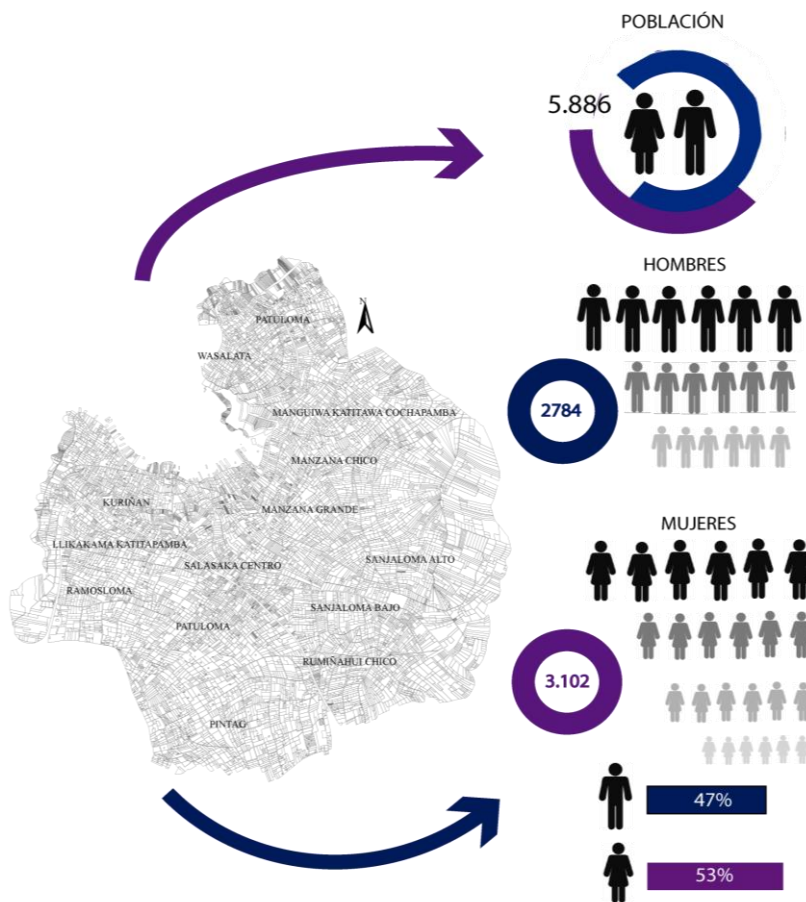 POBLACIÓN
5.886
HOMBRES
N
PATULOMA
WASALATA
MANGUIWA KATITAWA COCHAPAMBA
2784
MANZANA CHICO
KURIÑAN
MANZANA GRANDE
MUJERES
LLIKAKAMA KATITAPAMBA
SALASAKA CENTRO
SANJALOMA ALTO
RAMOSLOMA
SANJALOMA BAJO
PATULOMA
RUMIÑAHUI CHICO
3.102
PINTAG
47%
53%